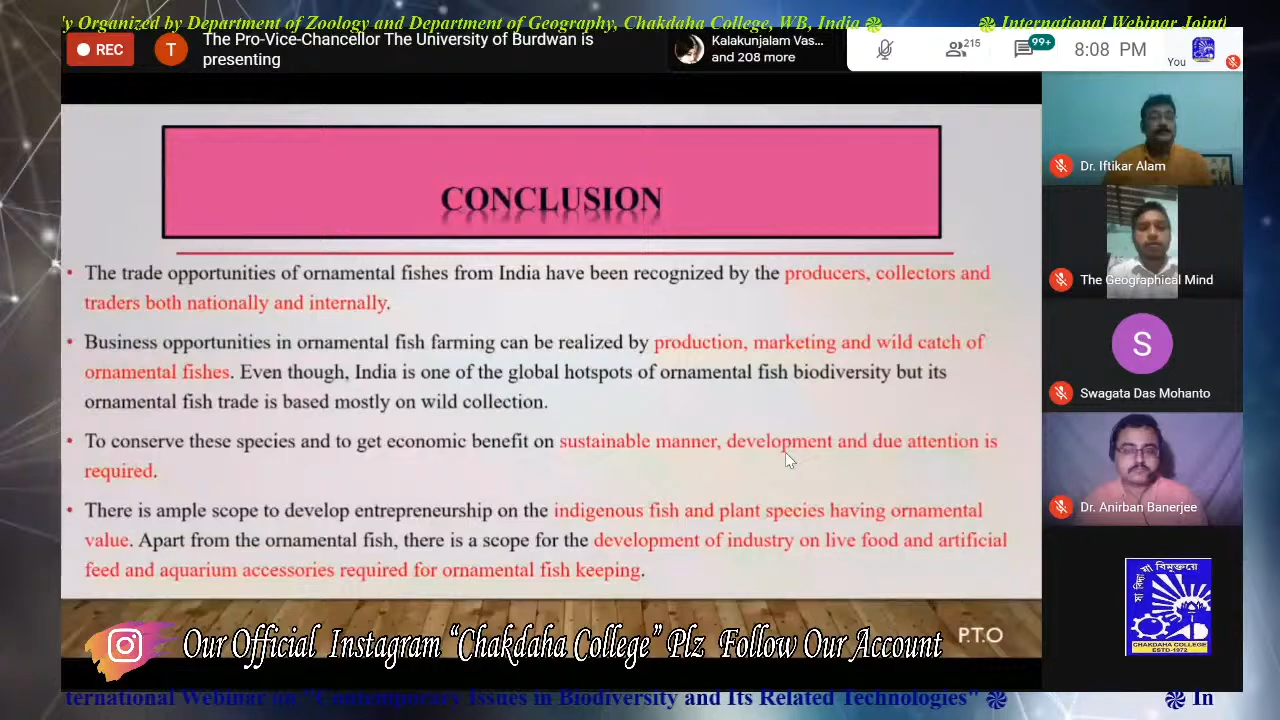 y Organized by Department of Zoology and Department of Geography, Chakdaha College, WB, India ❉ ❉ International Webinar Jointl
REC
T
The Pro-Vice-Chancellor The University of Burdwan is
presenting
Kalakunjalam Vas...
and 208 more
215
99+
8:08 PM
You
CONCLUSION
• The trade opportunities of ornamental fishes from India have been recognized by the producers, collectors and
traders both nationally and internally.
• Business opportunities in ornamental fish farming can be realized by production, marketing and wild catch of
ornamental fishes. Even though, India is one of the global hotspots of ornamental fish biodiversity but its
ornamental fish trade is based mostly on wild collection.
• To conserve these species and to get economic benefit on sustainable manner, development and due attention is
required.
• There is ample scope to develop entrepreneurship on the indigenous fish and plant species having ornamental
value. Apart from the ornamental fish, there is a scope for the development of industry on live food and artificial
feed and aquarium accessories required for ornamental fish keeping.
P.T.O
Dr. Iftikar Alam
The Geographical Mind
S
Swagata Das Mohanto
Dr. Anirban Banerjee
সা বিদ্যা যা বিমুক্তয়ে
CHAKDAHA COLLEGE
ESTD-1972
Our Official Instagram “Chakdaha College” Plz Follow Our Account
ternational Webinar on "Contemporary Issues in Biodiversity and Its Related Technologies" ❉ ❉ In